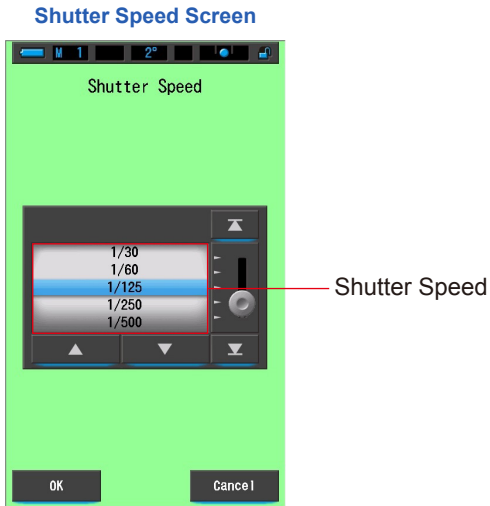 Shutter Speed Screen
M 1 2°
Shutter Speed
1/30
1/60
1/125
1/250
1/500
Shutter Speed
OK Cancel